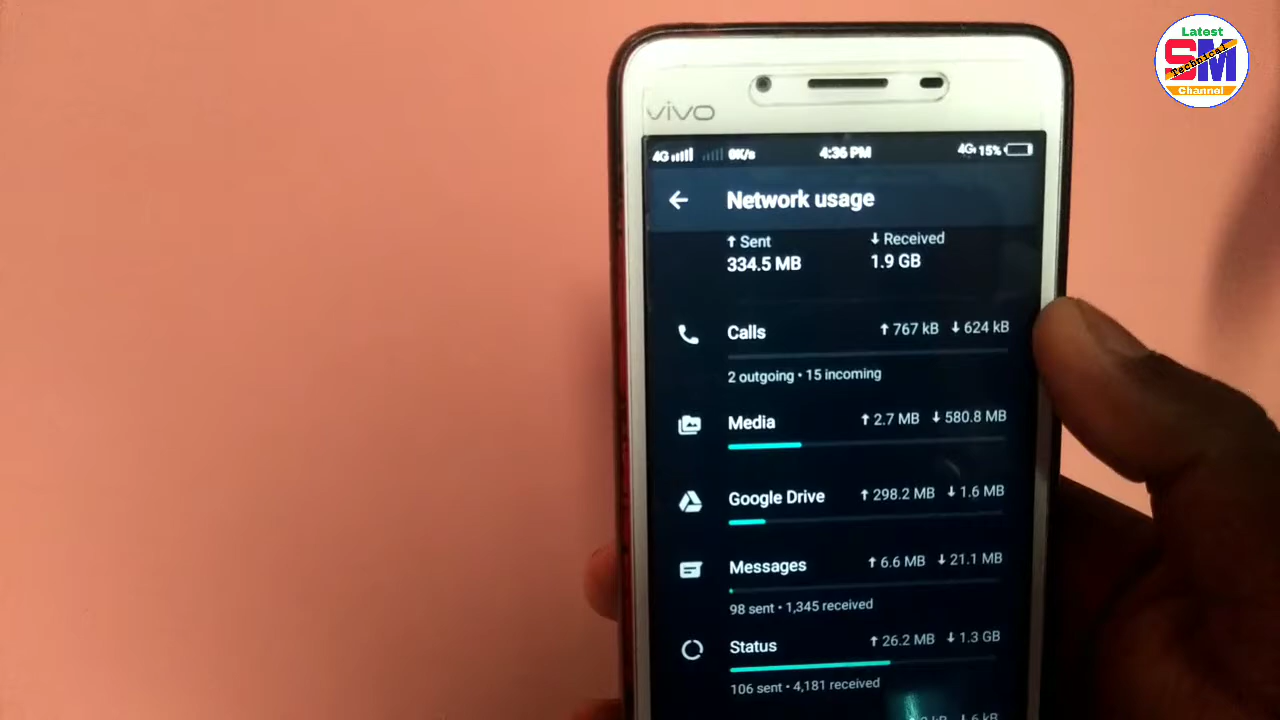 Latest
SM
Technical
Channel
vivo
4G 0K/s 4:36 PM 4G 15%
← Network usage
↑ Sent ↓ Received
334.5 MB 1.9 GB
Calls ↑ 767 kB ↓ 624 kB
2 outgoing • 15 incoming
Media ↑ 2.7 MB ↓ 580.8 MB
Google Drive ↑ 298.2 MB ↓ 1.6 MB
Messages ↑ 6.6 MB ↓ 21.1 MB
98 sent • 1,345 received
Status ↑ 26.2 MB ↓ 1.3 GB
106 sent • 4,181 received